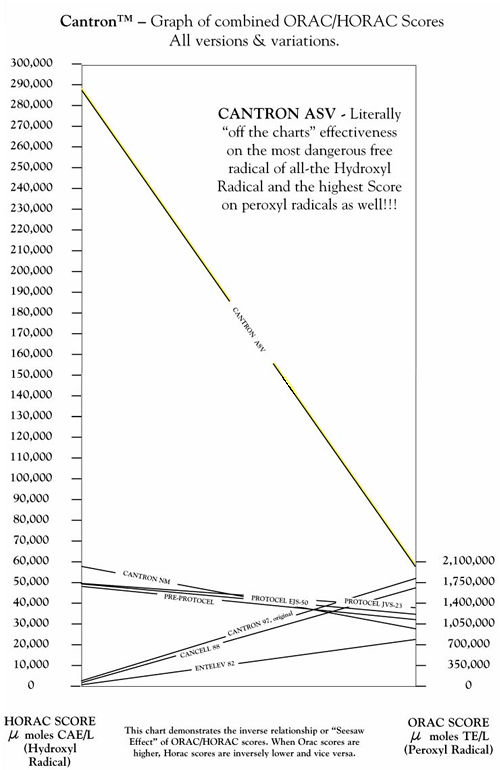 Cantron™ – Graph of combined ORAC/HORAC Scores
All versions & variations.
300,000
290,000
280,000
270,000
260,000
250,000
240,000
230,000
220,000
210,000
200,000
190,000
180,000
170,000
160,000
150,000
140,000
130,000
120,000
110,000
100,000
90,000
80,000
70,000
60,000
50,000
40,000
30,000
20,000
10,000
0
CANTRON ASV - Literally
“off the charts” effectiveness
on the most dangerous free
radical of all-the Hydroxyl
Radical and the highest Score
on peroxyl radicals as well!!!
CANTRON ASV
CANTRON NM
PRE-PROTOCEL
PROTOCEL EJS-50
PROTOCEL JVS-23
CANTRON 97, original
CANCELL 88
ENTELEV 82
2,100,000
1,750,000
1,400,000
1,050,000
700,000
350,000
0
HORAC SCORE
μ moles CAE/L
(Hydroxyl
Radical)
This chart demonstrates the inverse relationship or “Seesaw
Effect” of ORAC/HORAC scores. When Orac scores are
higher, Horac scores are inversely lower and vice versa.
ORAC SCORE
μ moles TE/L
(Peroxyl Radical)